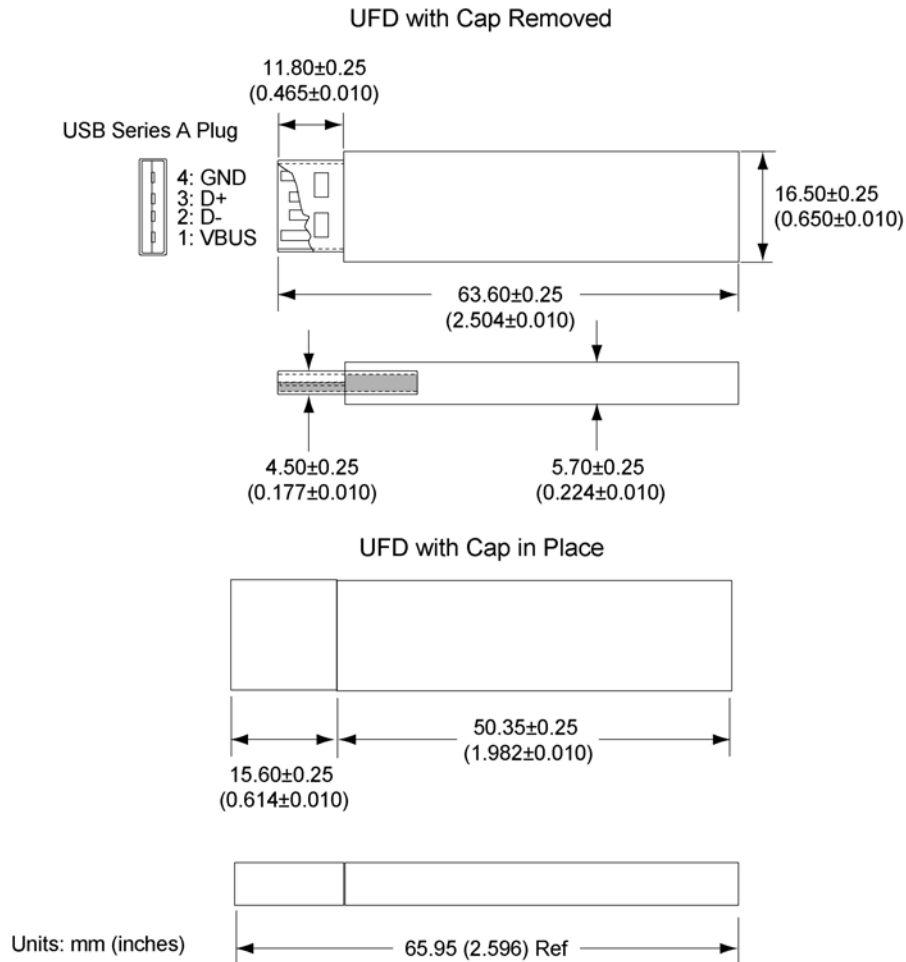 UFD with Cap Removed
11.80±0.25
(0.465±0.010)
USB Series A Plug
4: GND
3: D+
2: D-
1: VBUS
16.50±0.25
(0.650±0.010)
63.60±0.25
(2.504±0.010)
4.50±0.25
(0.177±0.010)
5.70±0.25
(0.224±0.010)
UFD with Cap in Place
50.35±0.25
(1.982±0.010)
15.60±0.25
(0.614±0.010)
Units: mm (inches)
65.95 (2.596) Ref